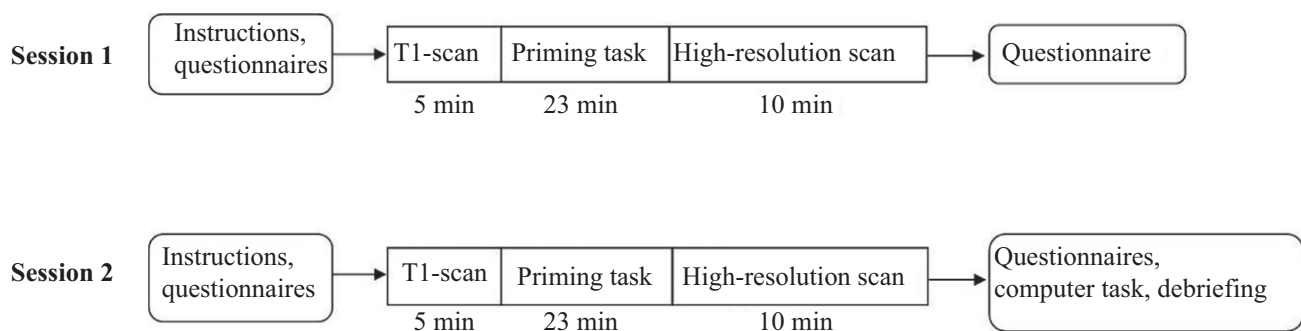 Session 1
Instructions,
questionnaires
T1-scan
Priming task
High-resolution scan
Questionnaire
5 min
23 min
10 min
Session 2
Instructions,
questionnaires
T1-scan
Priming task
High-resolution scan
Questionnaires,
computer task, debriefing
5 min
23 min
10 min